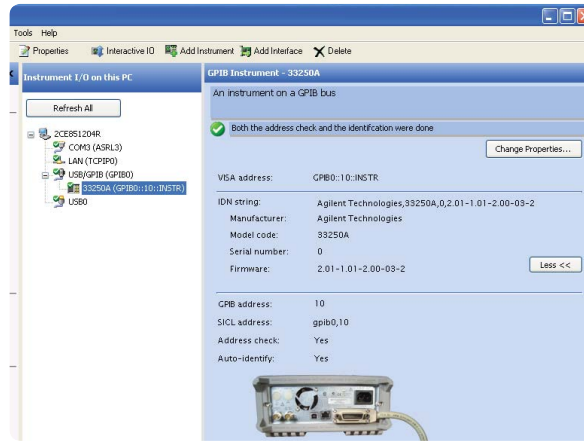 Tools Help
Properties Interactive IO Add Instrument Add Interface Delete
Instrument I/O on this PC
Refresh All
2CE851204R
COM3 (ASRL3)
LAN (TCPIP0)
USB/GPIB (GPIB0)
33250A (GPIB0::10::INSTR)
USB0
GPIB Instrument - 33250A
An instrument on a GPIB bus
Both the address check and the identifcation were done
Change Properties...
VISA address: GPIB0::10::INSTR
IDN string: Agilent Technologies,33250A,0,2.01-1.01-2.00-03-2
Manufacturer: Agilent Technologies
Model code: 33250A
Serial number: 0
Firmware: 2.01-1.01-2.00-03-2
Less <<
GPIB address: 10
SICL address: gpib0,10
Address check: Yes
Auto-identify: Yes